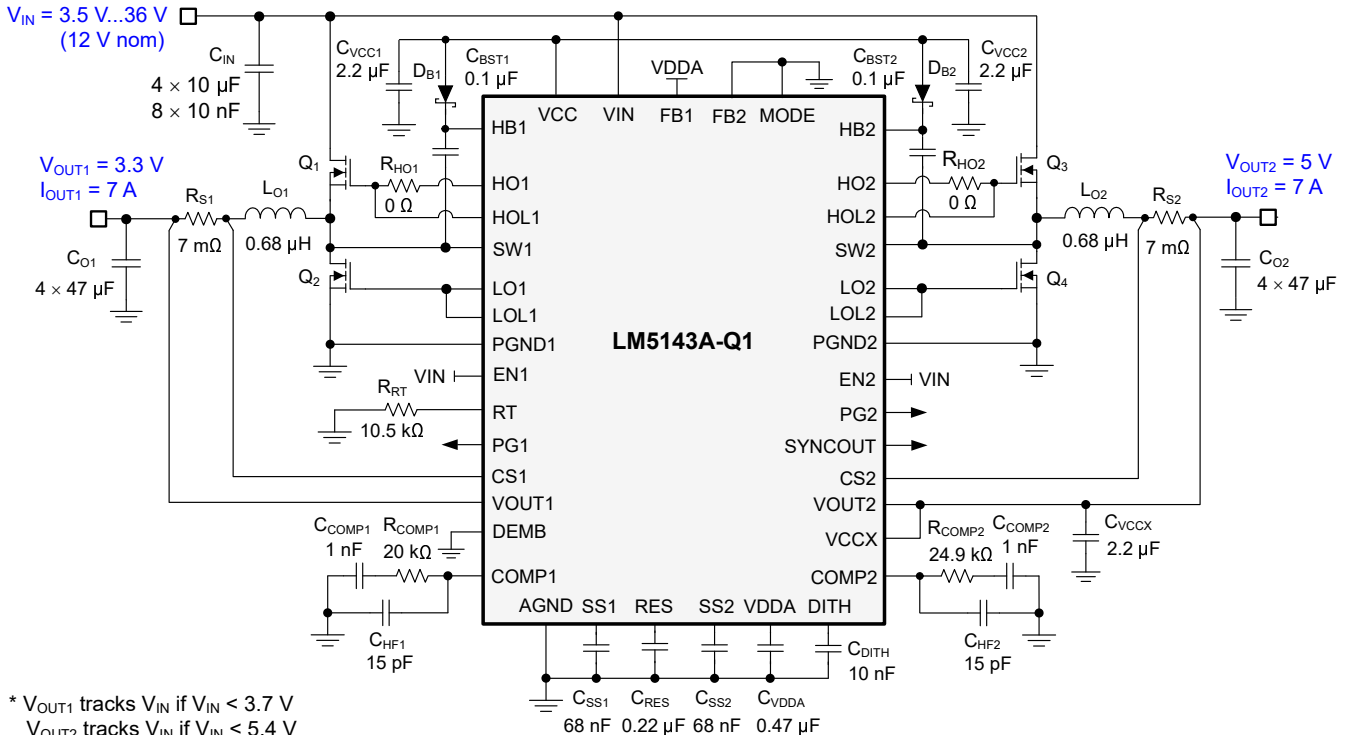 VIN = 3.5 V...36 V
(12 V nom)
CIN
4 × 10 µF
8 × 10 nF
CVCC1
2.2 µF
DB1
CBST1
0.1 µF
VDDA
CBST2
0.1 µF
DB2
CVCC2
2.2 µF
VCC VIN FB1 FB2 MODE
HB1
HB2
VOUT1 = 3.3 V
IOUT1 = 7 A
RS1
7 mΩ
LO1
0.68 µH
Q1
RHO1
0 Ω
HO1
HOL1
SW1
HO2
HOL2
SW2
RHO2
0 Ω
Q3
LO2
0.68 µH
RS2
7 mΩ
VOUT2 = 5 V
IOUT2 = 7 A
CO1
4 × 47 µF
Q2
LO1
LOL1
LO2
LOL2
Q4
CO2
4 × 47 µF
LM5143A-Q1
PGND1
PGND2
VIN
EN1
EN2
VIN
RRT
10.5 kΩ
RT
PG2
PG1
SYNCOUT
CS1
CS2
VOUT1
VOUT2
DEMB
VCCX
CVCCX
2.2 µF
CCOMP1
1 nF
RCOMP1
20 kΩ
COMP1
COMP2
RCOMP2
24.9 kΩ
CCOMP2
1 nF
CHF1
15 pF
CHF2
15 pF
AGND SS1 RES SS2 VDDA DITH
CDITH
10 nF
CSS1
68 nF
CRES
0.22 µF
CSS2
68 nF
CVDDA
0.47 µF
* VOUT1 tracks VIN if VIN < 3.7 V
VOUT2 tracks VIN if VIN < 5.4 V